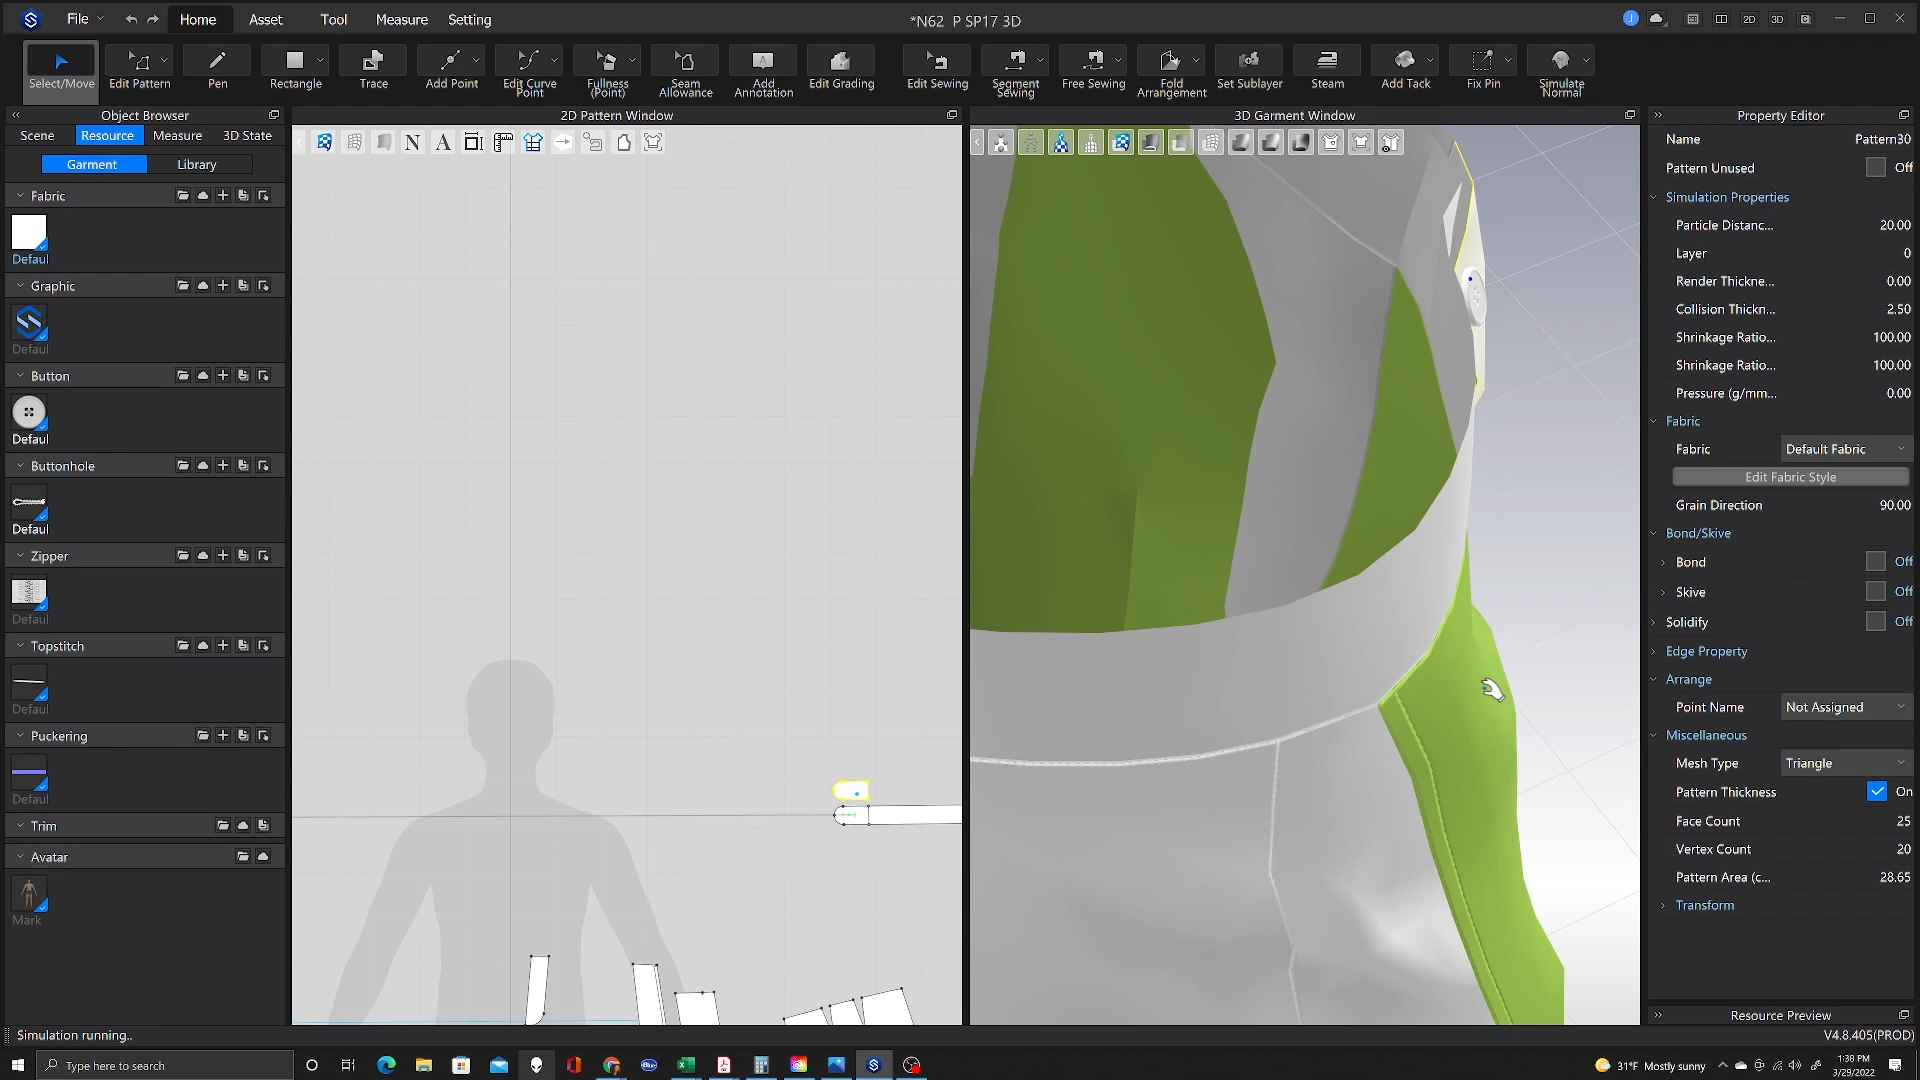 File Home Asset Tool Measure Setting *N62 P SP17 3D
2D 3D
Select/Move Edit Pattern Pen Rectangle Trace Add Point Edit Curve Point Fullness (Point) Seam Allowance Add Annotation Edit Grading Edit Sewing Segment Sewing Free Sewing Fold Arrangement Set Sublayer Steam Add Tack Fix Pin Simulate Normal
Object Browser
Scene Resource Measure 3D State
Garment Library
Fabric
Defaul
Graphic
Defaul
Button
Defaul
Buttonhole
Defaul
Zipper
Defaul
Topstitch
Defaul
Puckering
Defaul
Trim
Avatar
Mark
2D Pattern Window
N A
3D Garment Window
Property Editor
Name Pattern30
Pattern Unused Off
Simulation Properties
Particle Distanc... 20.00
Layer 0
Render Thickne... 0.00
Collision Thickn... 2.50
Shrinkage Ratio... 100.00
Shrinkage Ratio... 100.00
Pressure (g/mm... 0.00
Fabric
Fabric Default Fabric
Edit Fabric Style
Grain Direction 90.00
Bond/Skive
Bond Off
Skive Off
Solidify Off
Edge Property
Arrange
Point Name Not Assigned
Miscellaneous
Mesh Type Triangle
Pattern Thickness On
Face Count 25
Vertex Count 20
Pattern Area (c... 28.65
Transform
Resource Preview
Simulation running.. V4.8.405(PROD)
Type here to search 31°F Mostly sunny 1:38 PM
3/29/2022